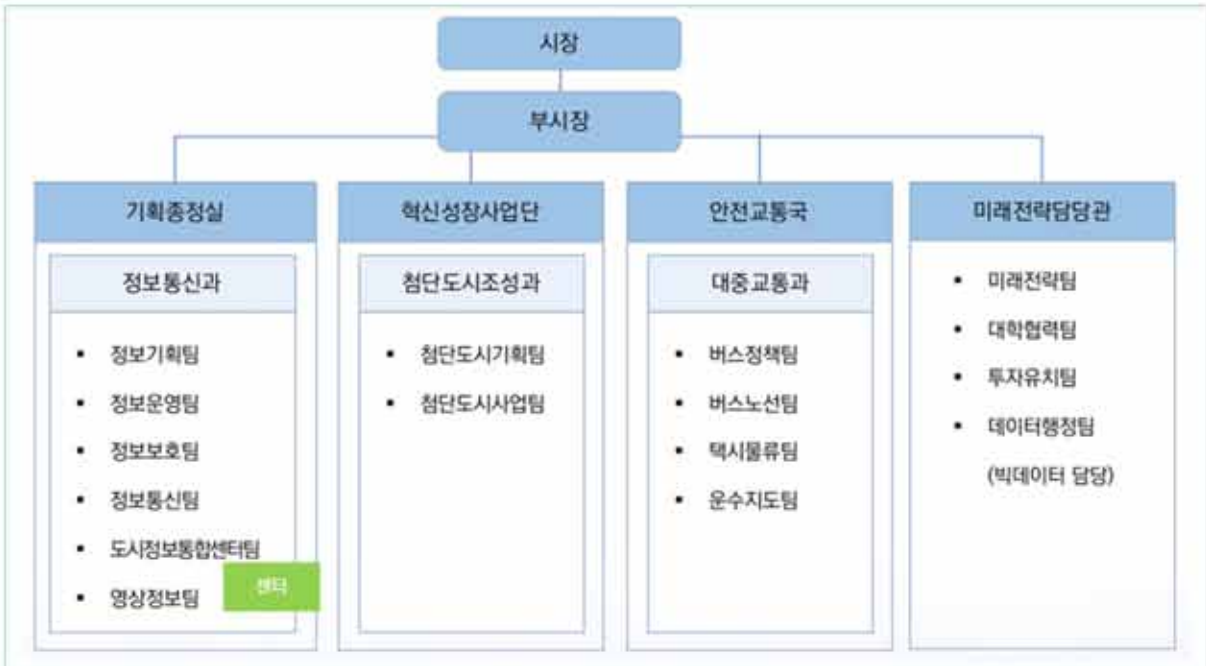 시장
부시장
기획종정실
정보통신과
▪ 정보기획팀
▪ 정보운영팀
▪ 정보보호팀
▪ 정보통신팀
▪ 도시정보통합센터팀
▪ 영상정보팀
센터
혁신성장사업단
첨단도시조성과
▪ 첨단도시기획팀
▪ 첨단도시사업팀
안전교통국
대중교통과
▪ 버스정책팀
▪ 버스노선팀
▪ 택시물류팀
▪ 운수지도팀
미래전략담당관
▪ 미래전략팀
▪ 대학협력팀
▪ 투자유치팀
▪ 데이터행정팀
(빅데이터 담당)